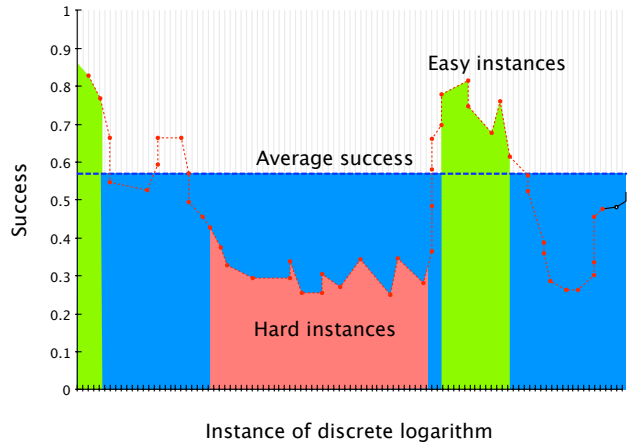 1
0.9
Easy instances
0.8
0.7
Average success
0.6
Success
0.5
0.4
0.3
Hard instances
0.2
0.1
0
Instance of discrete logarithm